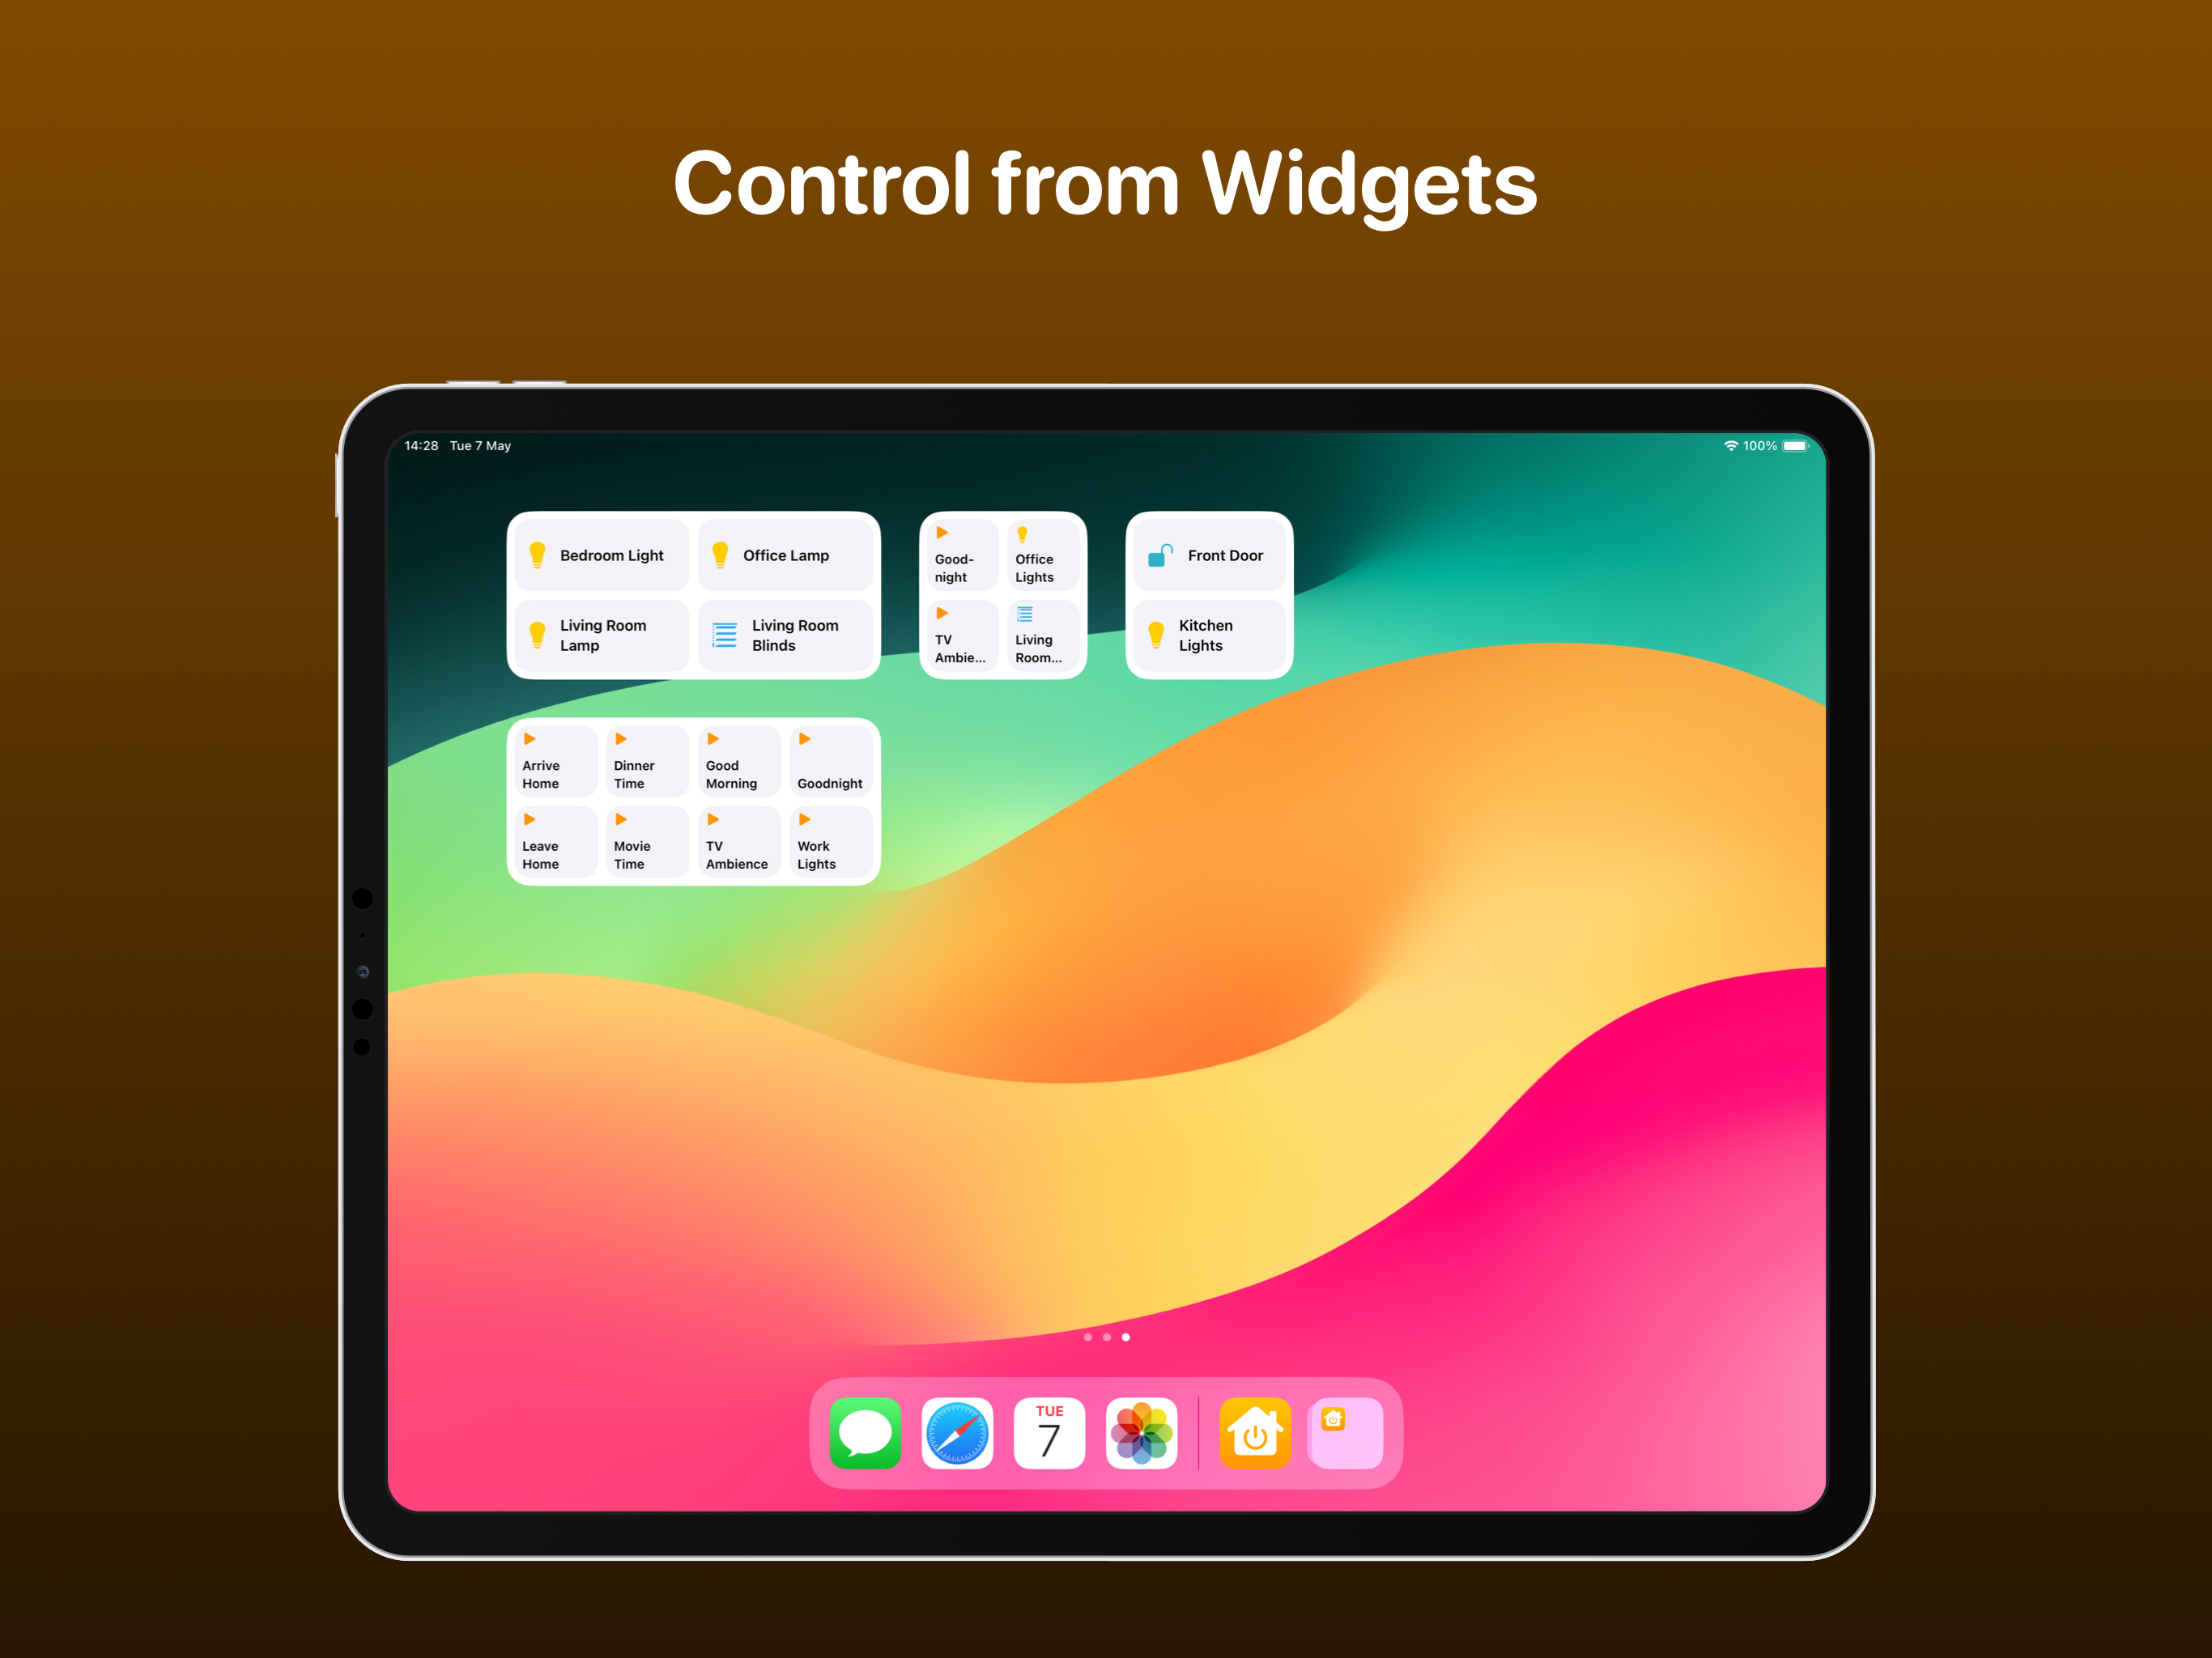 Control from Widgets
14:28 Tue 7 May
100%
Bedroom Light
Office Lamp
Living Room
Lamp
Living Room
Blinds
Good-
night
Office
Lights
TV
Ambie...
Living
Room...
Front Door
Kitchen
Lights
Arrive
Home
Dinner
Time
Good
Morning
Goodnight
Leave
Home
Movie
Time
TV
Ambience
Work
Lights
TUE
7